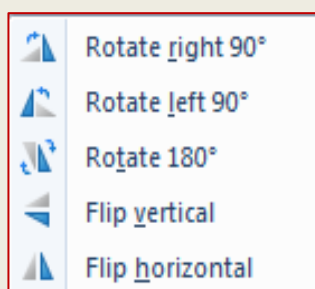 Rotate right 90°
Rotate left 90°
Rotate 180°
Flip vertical
Flip horizontal